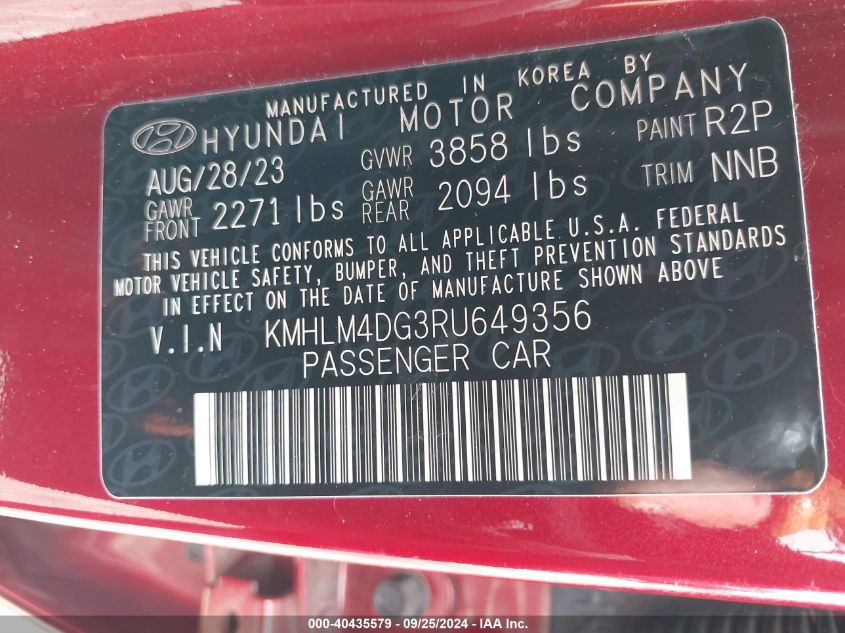 MANUFACTURED IN KOREA BY
HYUNDAI MOTOR COMPANY
AUG/28/23 GVWR 3858 lbs PAINT R2P
GAWR FRONT 2271 lbs GAWR REAR 2094 lbs TRIM NNB
THIS VEHICLE CONFORMS TO ALL APPLICABLE U.S.A. FEDERAL
MOTOR VEHICLE SAFETY, BUMPER, AND THEFT PREVENTION STANDARDS
IN EFFECT ON THE DATE OF MANUFACTURE SHOWN ABOVE
V.I.N KMHLM4DG3RU649356
PASSENGER CAR
000-40435579 - 09/25/2024 - IAA Inc.